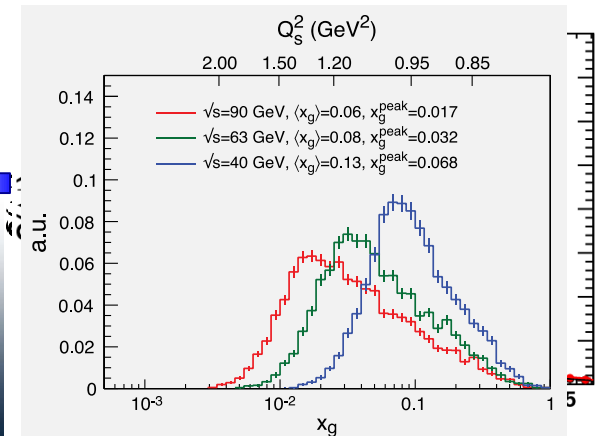 Q_s^2 (GeV^2)
2.00 1.50 1.20 0.95 0.85
√s=90 GeV, ⟨x_g⟩=0.06, x_g^peak=0.017
√s=63 GeV, ⟨x_g⟩=0.08, x_g^peak=0.032
√s=40 GeV, ⟨x_g⟩=0.13, x_g^peak=0.068
a.u.
0.14
0.12
0.1
0.08
0.06
0.04
0.02
0
10^-3 10^-2 0.1 1
x_g
5